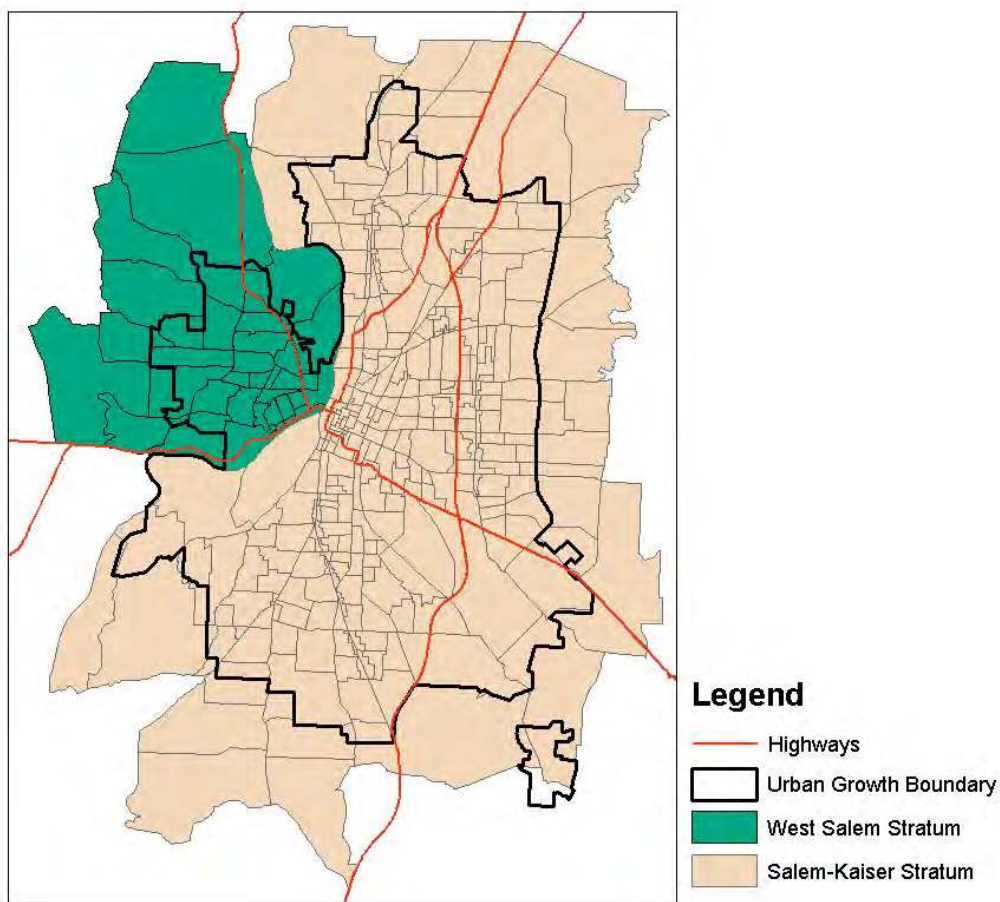 Legend
Highways
Urban Growth Boundary
West Salem Stratum
Salem-Kaiser Stratum